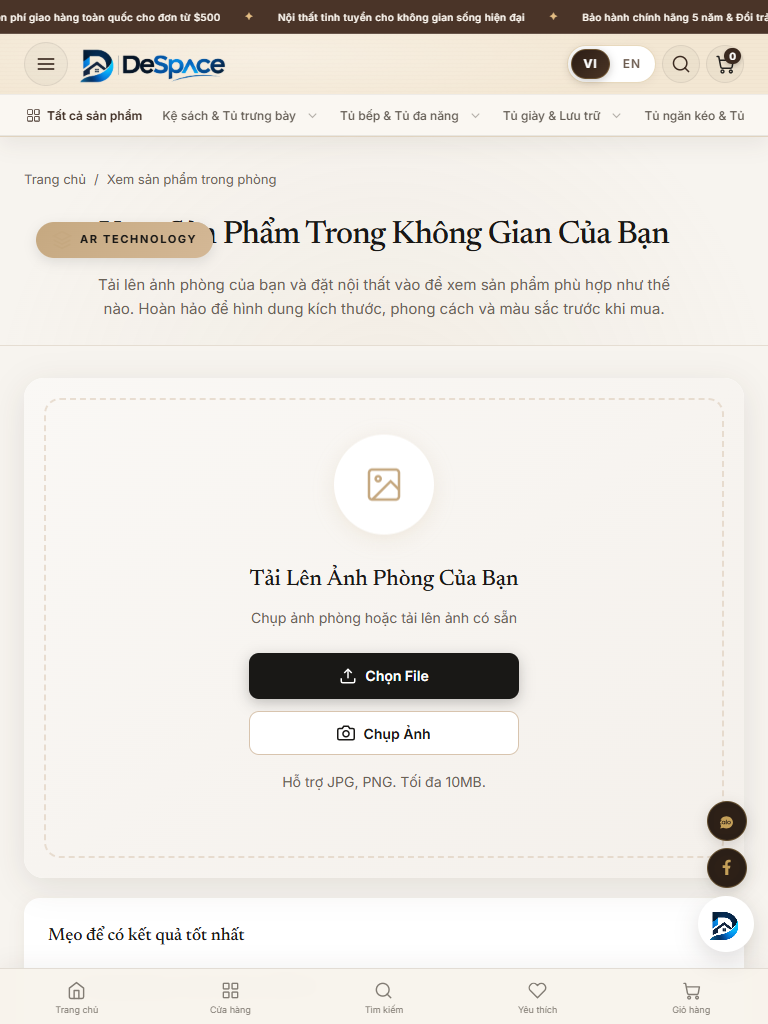 phí giao hàng toàn quốc cho đơn từ $500 ✦ Nội thất tinh tuyển cho không gian sống hiện đại ✦ Bảo hành chính hãng 5 năm & Đổi
DeSpace
VI EN
0
Tất cả sản phẩm Kệ sách & Tủ trưng bày Tủ bếp & Tủ đa năng Tủ giày & Lưu trữ Tủ ngăn kéo & Tủ
Trang chủ / Xem sản phẩm trong phòng
AR TECHNOLOGY
Phẩm Trong Không Gian Của Bạn
Tải lên ảnh phòng của bạn và đặt nội thất vào để xem sản phẩm phù hợp như thế
nào. Hoàn hảo để hình dung kích thước, phong cách và màu sắc trước khi mua.
Tải Lên Ảnh Phòng Của Bạn
Chụp ảnh phòng hoặc tải lên ảnh có sẵn
Chọn File
Chụp Ảnh
Hỗ trợ JPG, PNG. Tối đa 10MB.
Zalo
Mẹo để có kết quả tốt nhất
Trang chủ Cửa hàng Tìm kiếm Yêu thích Giỏ hàng